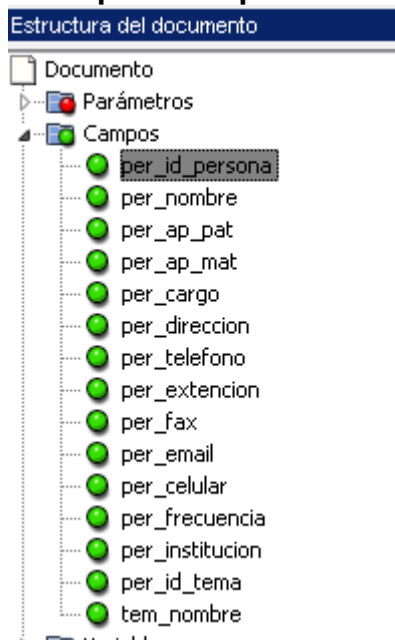 Estructura del documento
Documento
Parámetros
Campos
per_id_persona
per_nombre
per_ap_pat
per_ap_mat
per_cargo
per_direccion
per_telefono
per_extencion
per_fax
per_email
per_celular
per_frecuencia
per_institucion
per_id_tema
tem_nombre